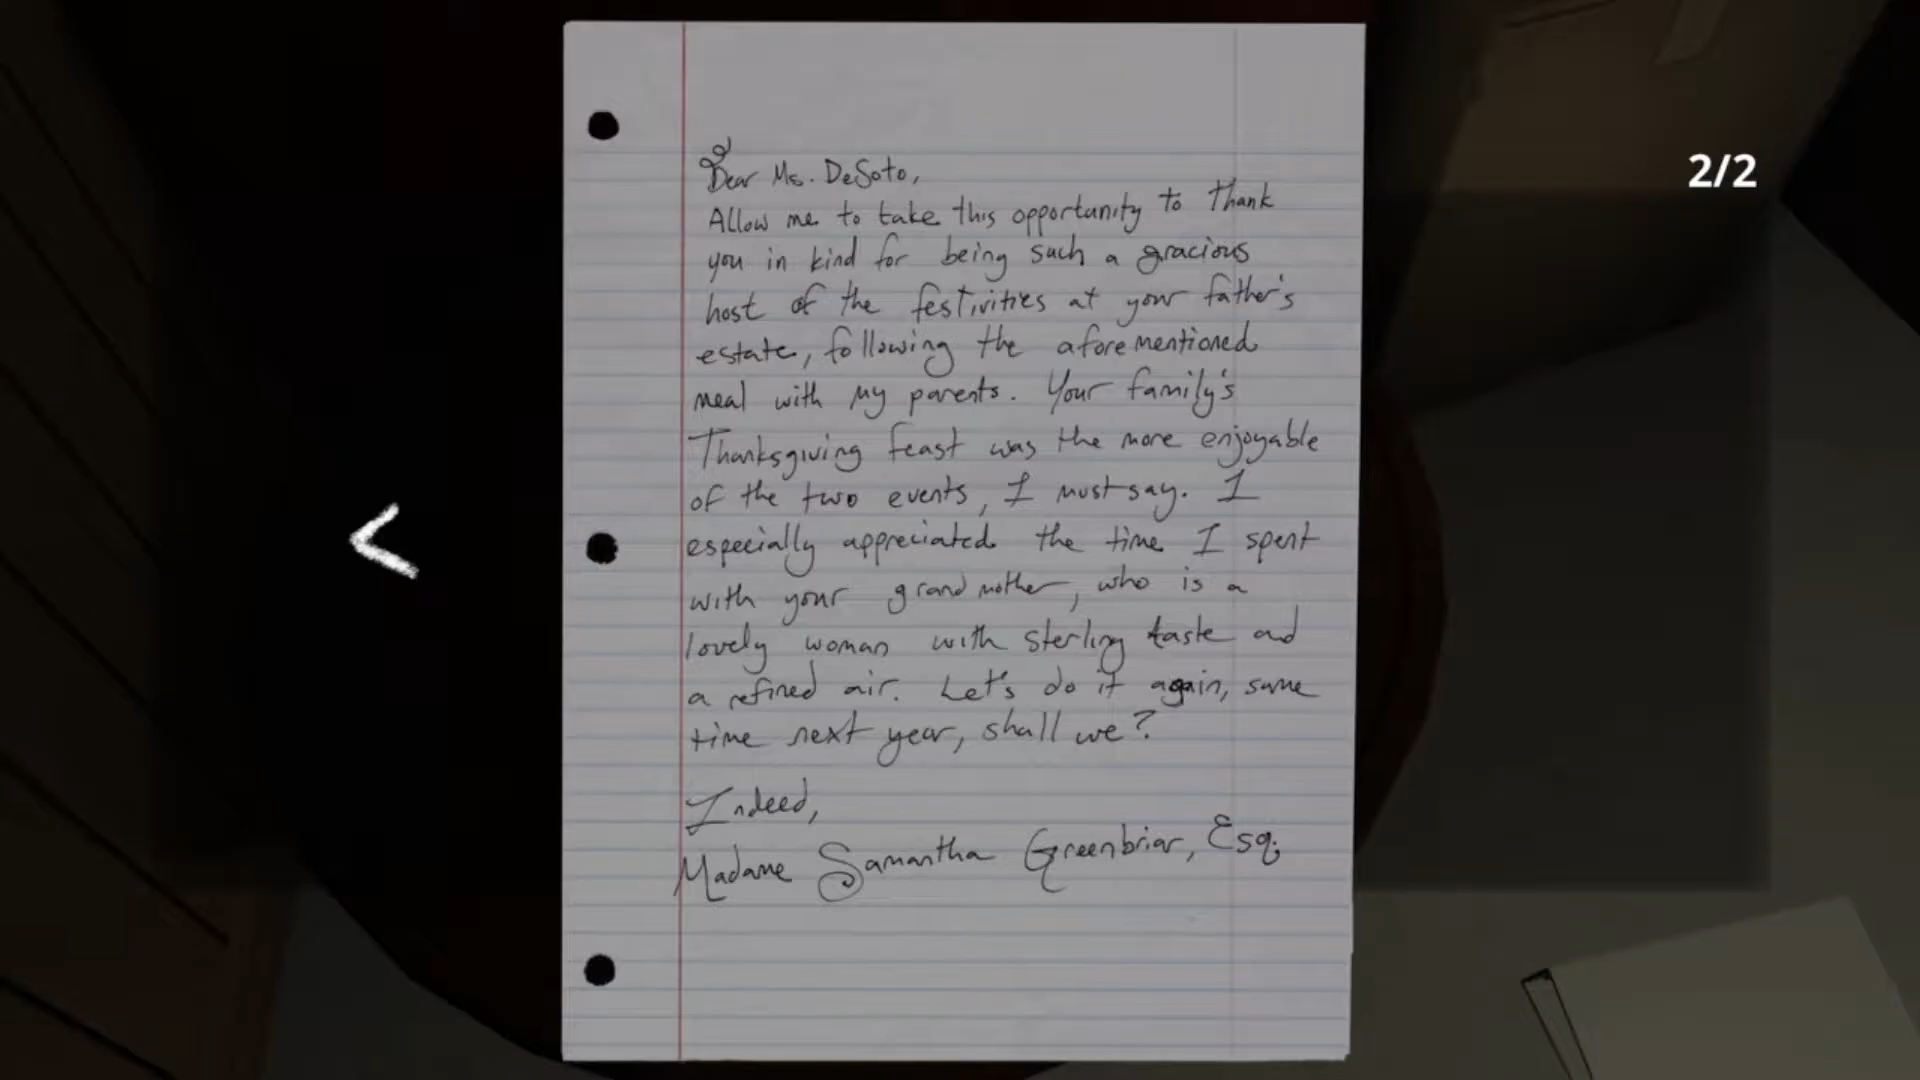 2/2
Dear Ms. DeSoto,
Allow me to take this opportunity to thank
you in kind for being such a gracious
host of the festivities at your father's
estate, following the aforementioned
meal with my parents. Your family's
Thanksgiving feast was the more enjoyable
of the two events, I must say. I
especially appreciated the time I spent
with your grandmother, who is a
lovely woman with sterling taste and
a refined air. Let's do it again, same
time next year, shall we?
Indeed,
Madame Samantha Greenbriar, Esq.